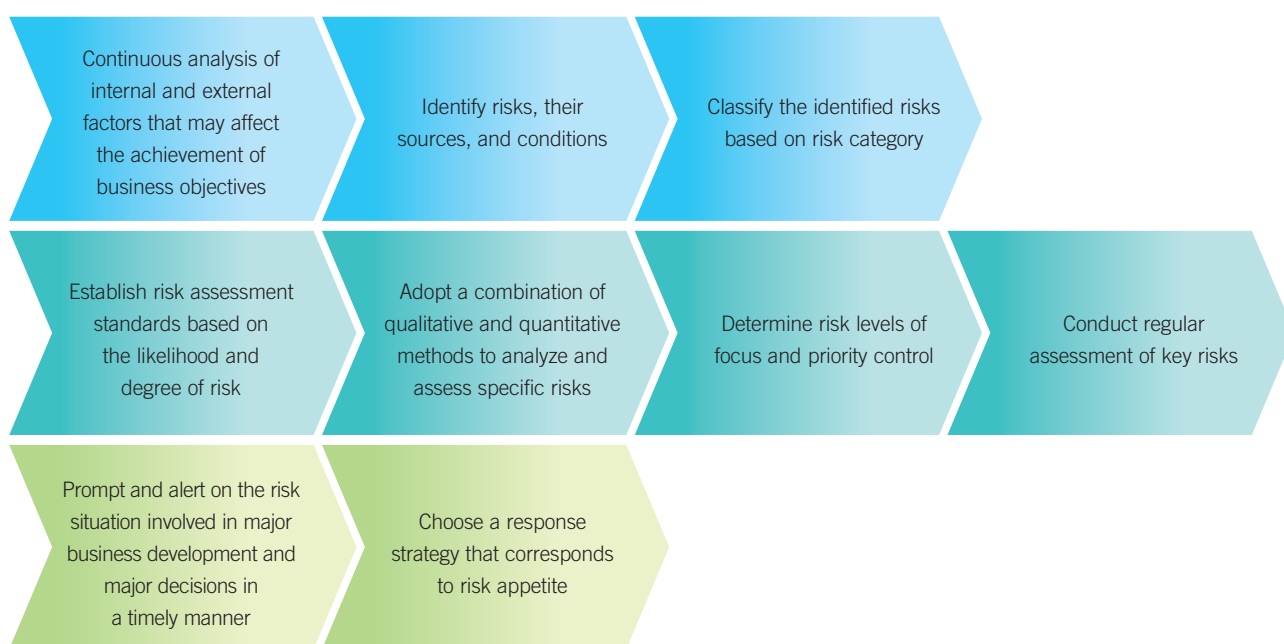 Continuous analysis of
internal and external
factors that may affect
the achievement of
business objectives
Identify risks, their
sources, and conditions
Classify the identified risks
based on risk category
Establish risk assessment
standards based on
the likelihood and
degree of risk
Adopt a combination of
qualitative and quantitative
methods to analyze and
assess specific risks
Determine risk levels of
focus and priority control
Conduct regular
assessment of key risks
Prompt and alert on the risk
situation involved in major
business development and
major decisions in
a timely manner
Choose a response
strategy that corresponds
to risk appetite